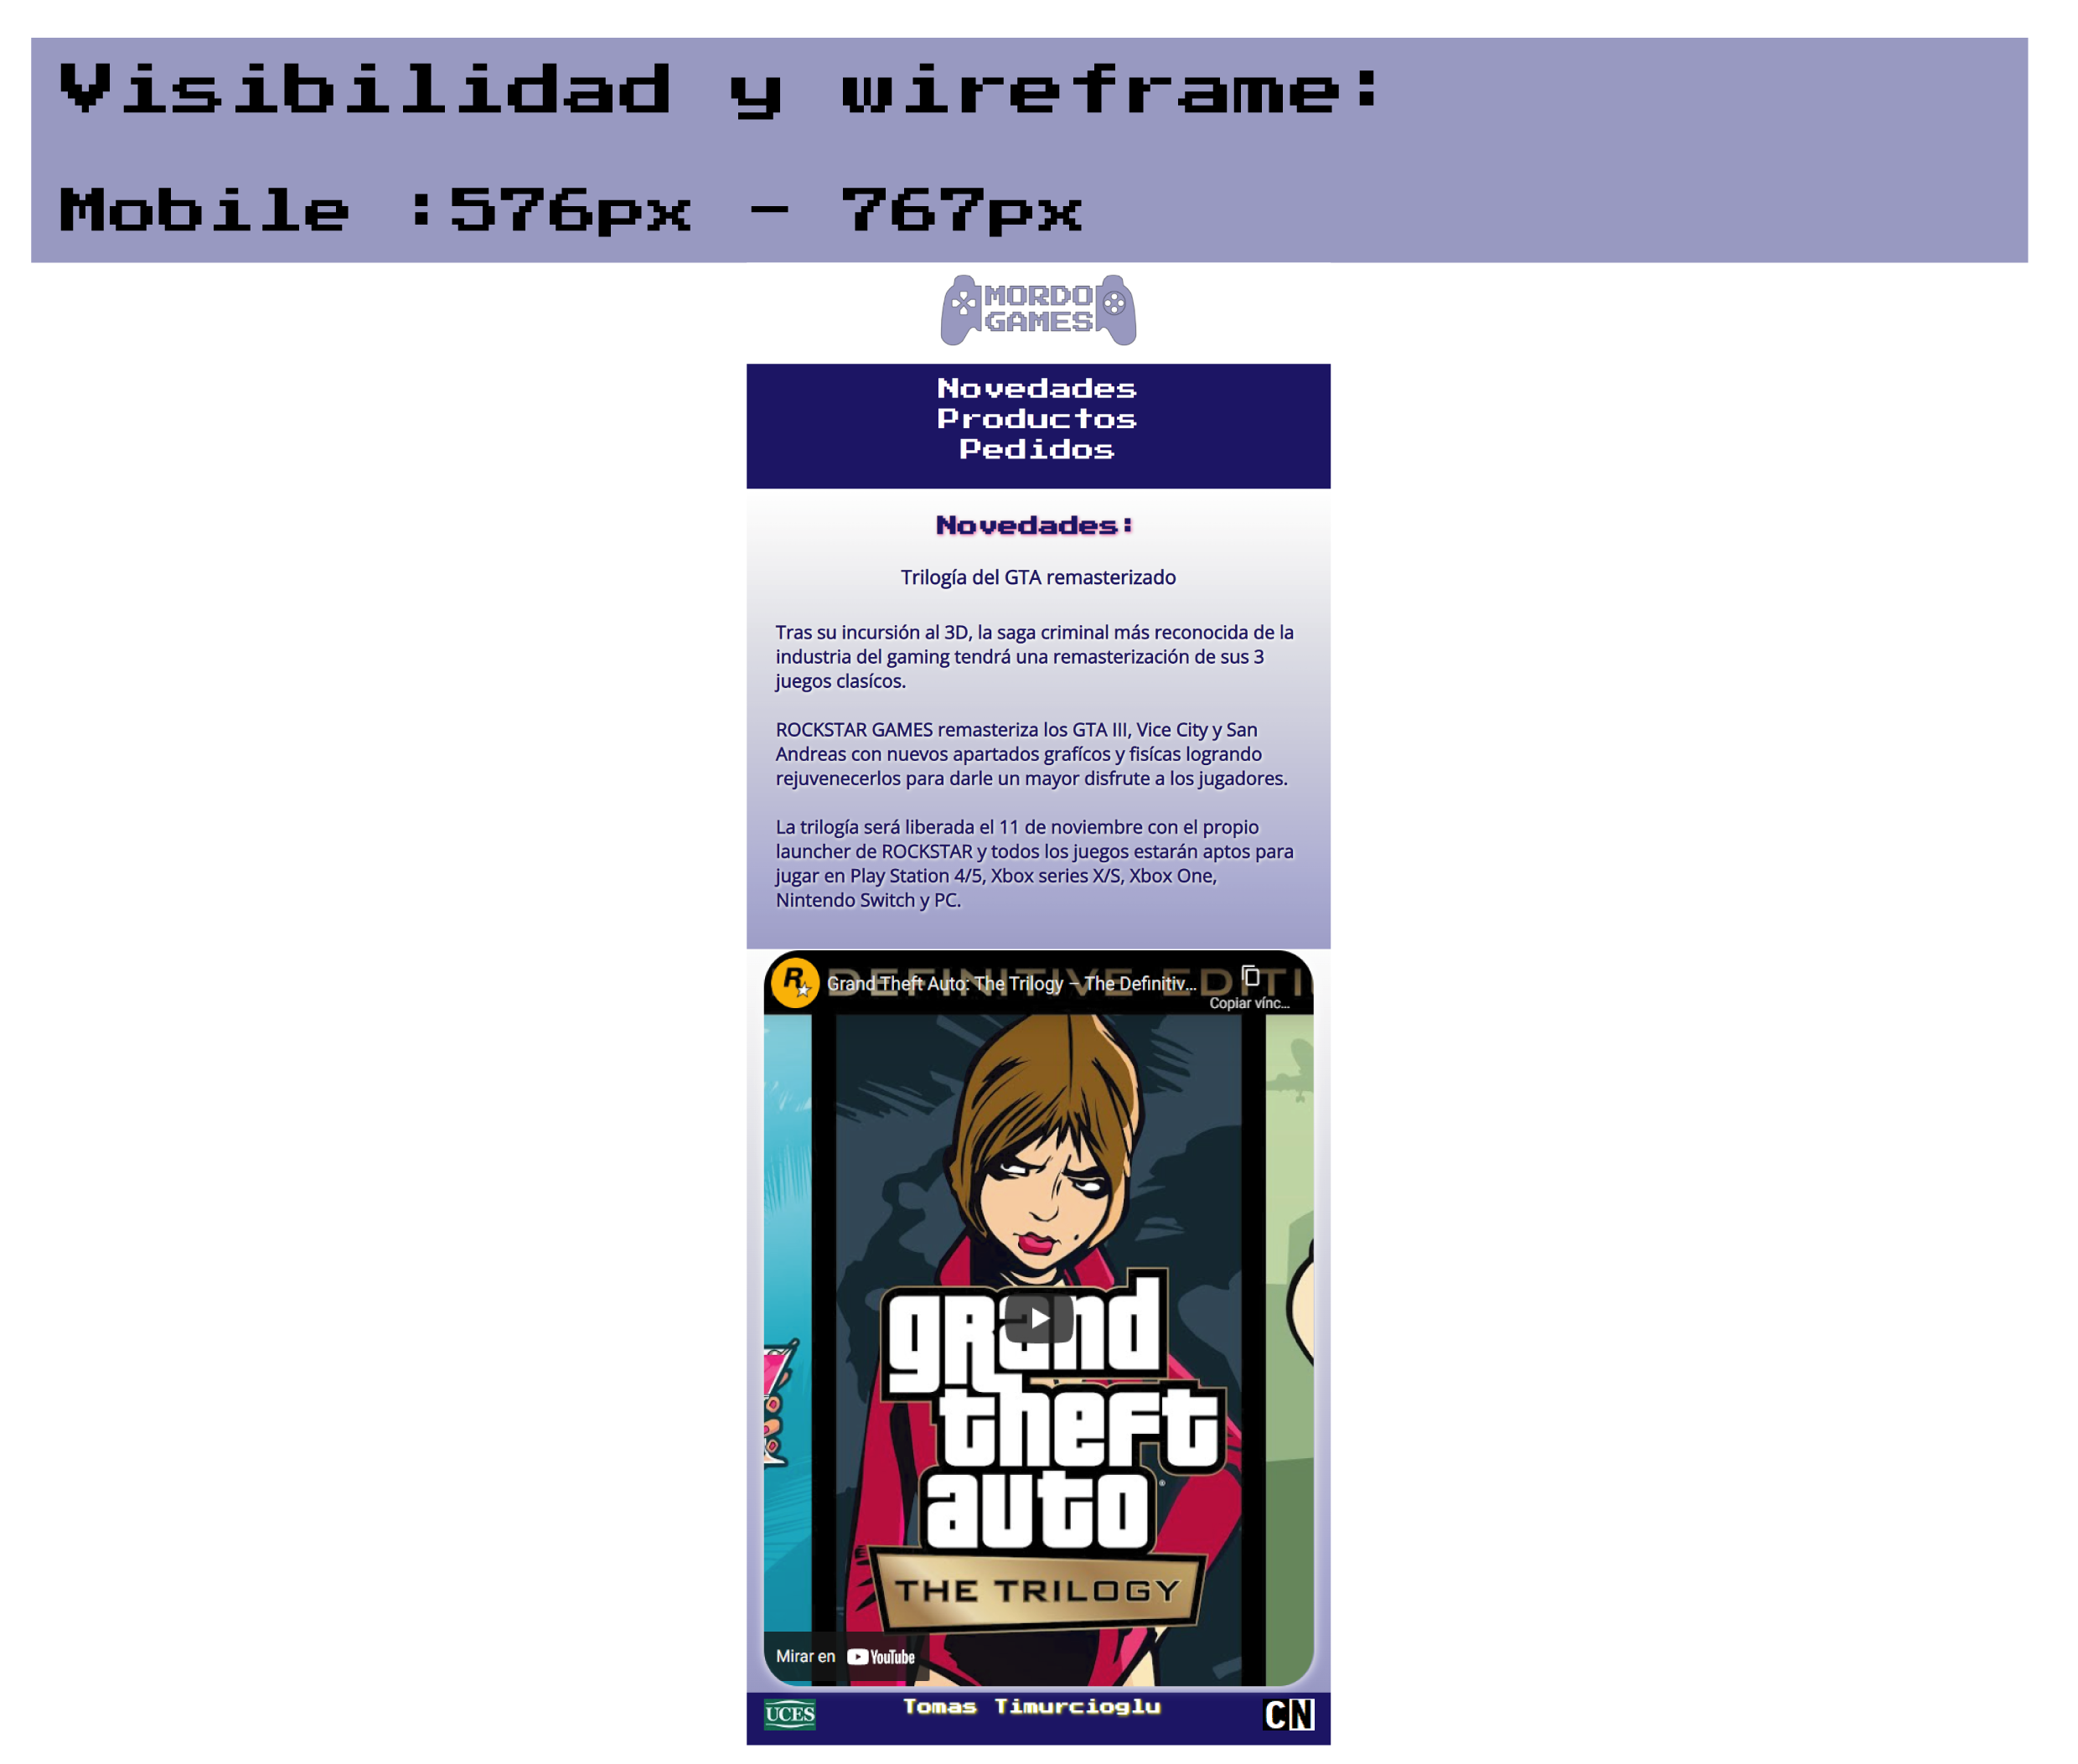 Visibilidad y wireframe:
Mobile :576px - 767px
MORDO
GAMES
Novedades
Productos
Pedidos
Novedades:
Trilogía del GTA remasterizado
Tras su incursión al 3D, la saga criminal más reconocida de la
industria del gaming tendrá una remasterización de sus 3
juegos clasícos.
ROCKSTAR GAMES remasteriza los GTA III, Vice City y San
Andreas con nuevos apartados grafícos y fisícas logrando
rejuvenecerlos para darle un mayor disfrute a los jugadores.
La trilogía será liberada el 11 de noviembre con el propio
launcher de ROCKSTAR y todos los juegos estarán aptos para
jugar en Play Station 4/5, Xbox series X/S, Xbox One,
Nintendo Switch y PC.
DEFINITIVE EDITI
Grand Theft Auto: The Trilogy – The Definitiv...
Copiar vínc...
R
grand
theft
auto
THE TRILOGY
Mirar en YouTube
UCES
Tomas Timurcioglu
CN